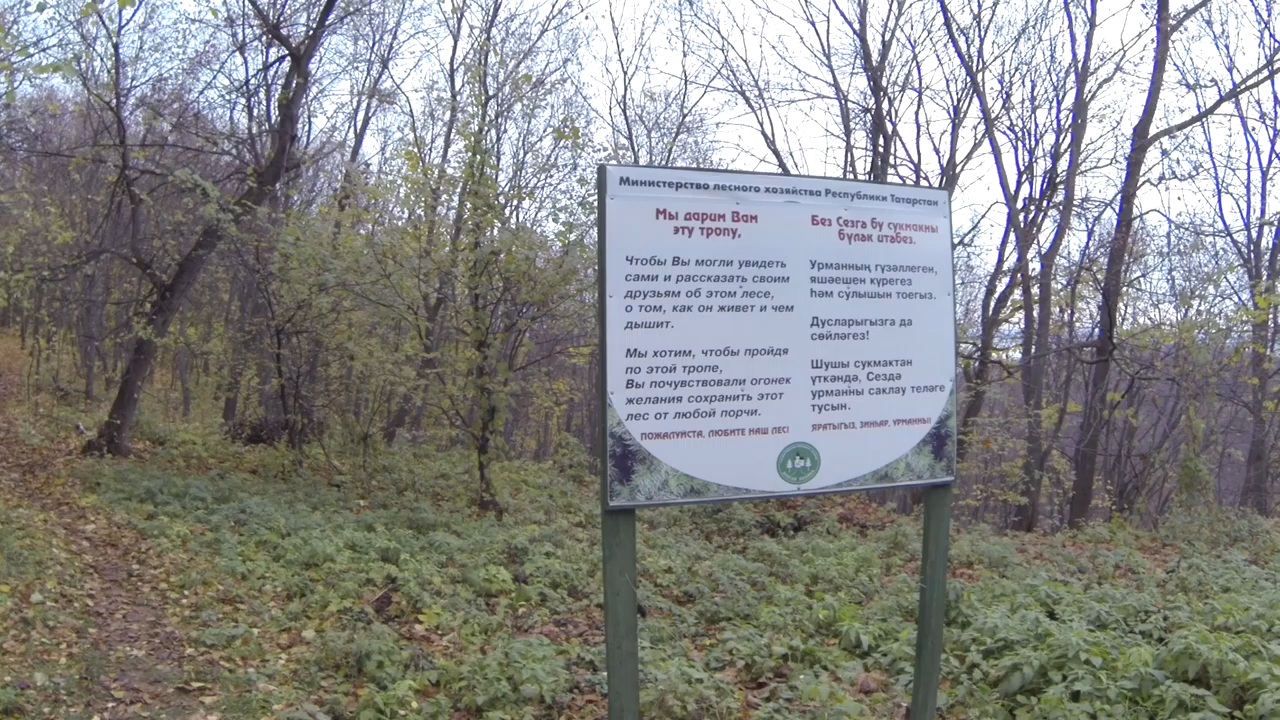 Министерство лесного хозяйства Республики Татарстан
Мы дарим Вам
эту тропу,
Чтобы Вы могли увидеть
сами и рассказать своим
друзьям об этом лесе,
о том, как он живет и чем
дышит.
Мы хотим, чтобы пройдя
по этой тропе,
Вы почувствовали огонек
желания сохранить этот
лес от любой порчи.
ПОЖАЛУЙСТА, ЛЮБИТЕ НАШ ЛЕС!
Без Сезгә бу сукмакны
бүләк итәбез.
Урманның гүзәллеген,
яшәешен күрегез
һәм сулышын тоегыз.
Дусларыгызга да
сөйләгез!
Шушы сукмактан
үткәндә, Сездә
урманны саклау теләге
тусын.
ЯРАТЫГЫЗ, ЗИНҺАР, УРМАННЫ!